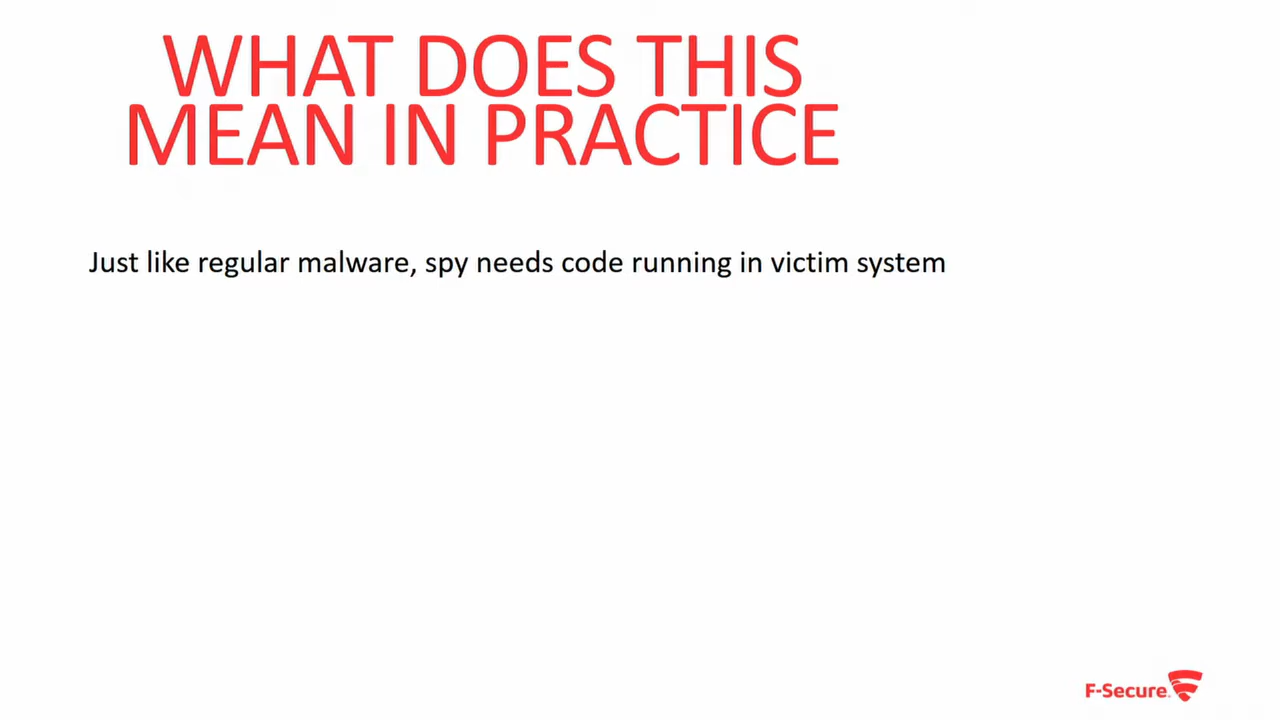 WHAT DOES THIS
MEAN IN PRACTICE
Just like regular malware, spy needs code running in victim system
F-Secure.